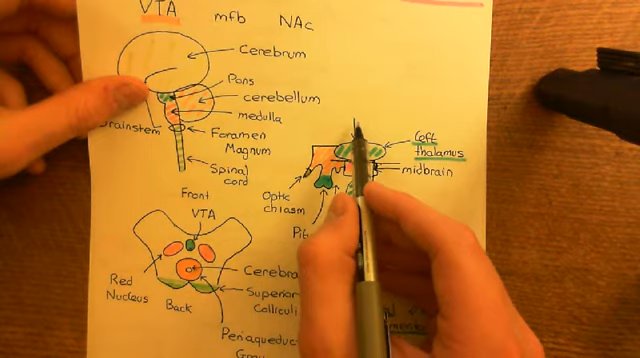 VTA mfb NAc
Cerebrum
Pons
cerebellum
medulla
Brainstem
Foramen
Magnum
Spinal
cord
Left
thalamus
midbrain
Optic
chiasm
Front
VTA
Red
Nucleus
Back
Superior
Colliculi